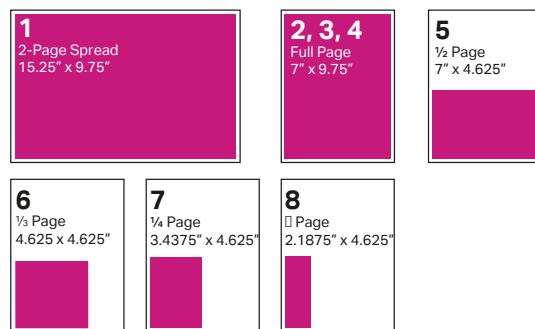 1
2-Page Spread
15.25” x 9.75”
2, 3, 4
Full Page
7” x 9.75”
5
½ Page
7” x 4.625”
6
⅓ Page
4.625 x 4.625”
7
¼ Page
3.4375” x 4.625”
8
▯ Page
2.1875” x 4.625”